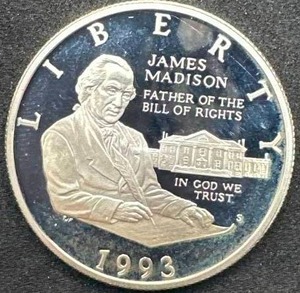 LIBERTY
JAMES
MADISON
FATHER OF THE
BILL OF RIGHTS
IN GOD WE
TRUST
S
1993